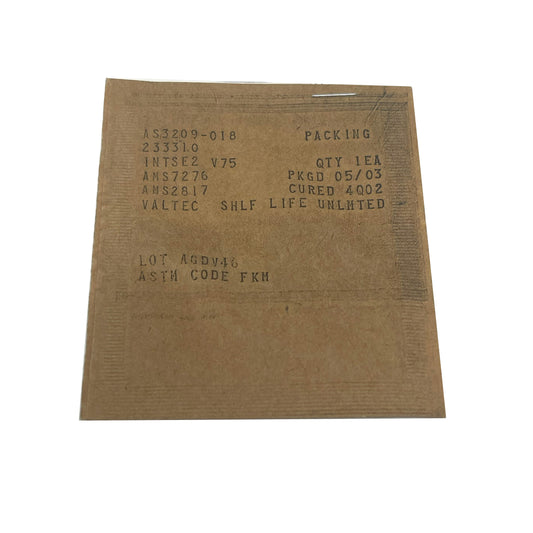 AS3209-018 PACKING
233310
INTSE2 V75 QTY 1EA
AMS7276 PKGD 05/03
AMS2817 CURED 4Q02
VALTEC SHLF LIFE UNLMTED
LOT AGDV46
ASTM CODE FKM